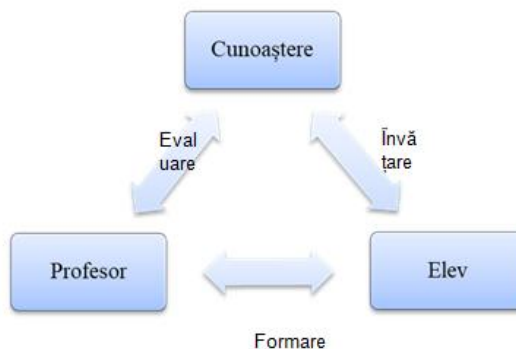 Cunoaștere
Eval
uare
Învă
țare
Profesor
Elev
Formare